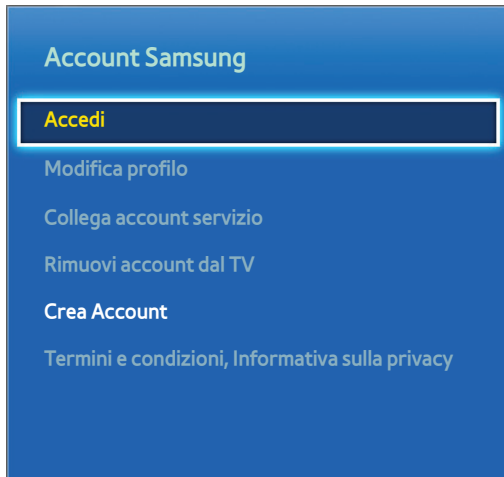 Account Samsung
Accedi
Modifica profilo
Collega account servizio
Rimuovi account dal TV
Crea Account
Termini e condizioni, Informativa sulla privacy